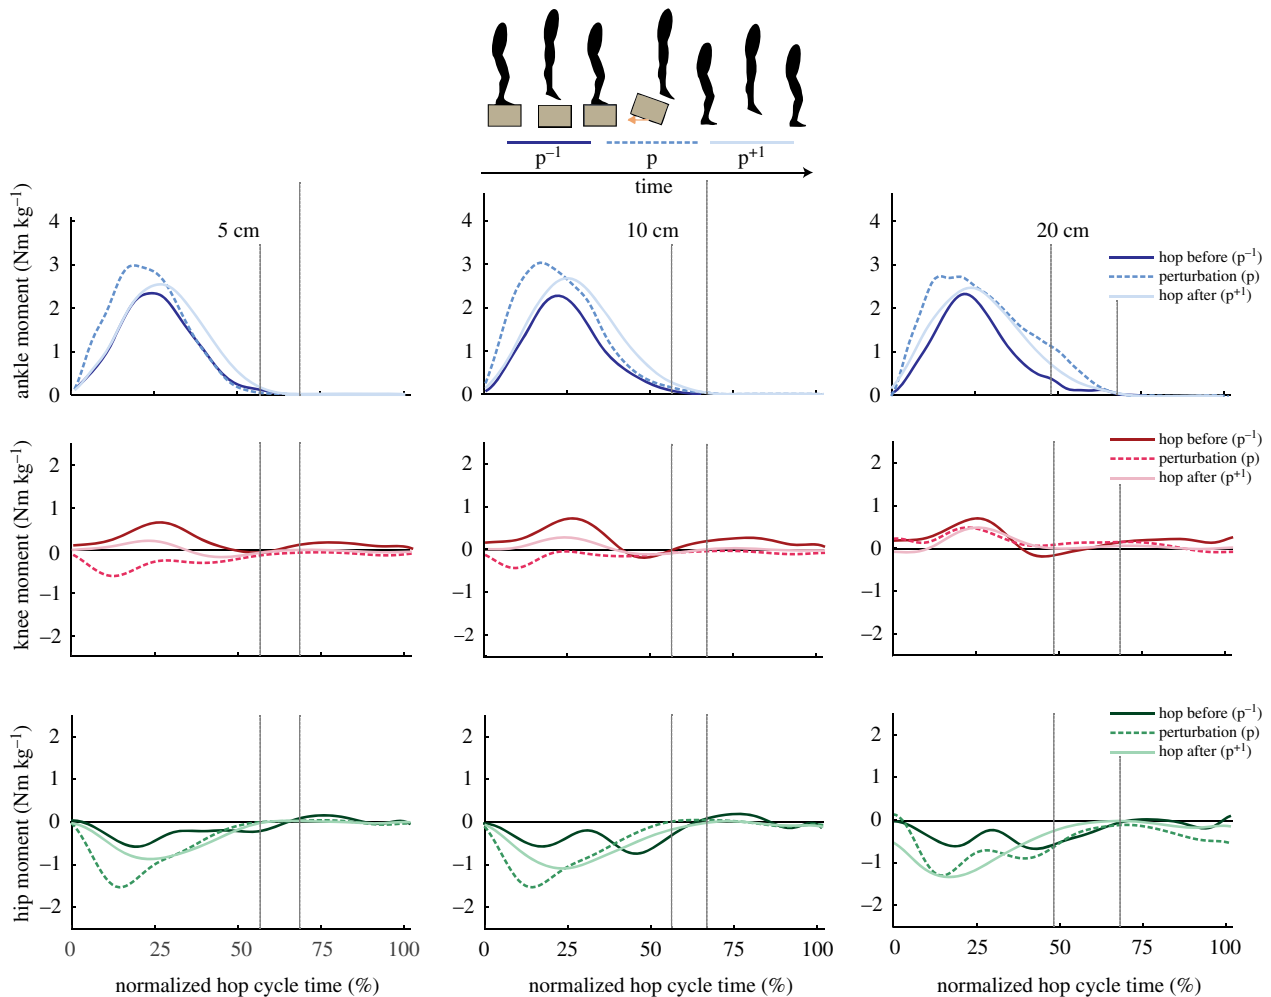 p⁻¹ p p⁺¹
time
ankle moment (Nm kg⁻¹)
4 3 2 1 0
5 cm
4 3 2 1 0
10 cm
4 3 2 1 0
20 cm
hop before (p⁻¹)
perturbation (p)
hop after (p⁺¹)
knee moment (Nm kg⁻¹)
2 1 0 –1 –2
2 1 0 –1 –2
2 1 0 –1 –2
hop before (p⁻¹)
perturbation (p)
hop after (p⁺¹)
hip moment (Nm kg⁻¹)
2 1 0 –1 –2
2 1 0 –1 –2
2 1 0 –1 –2
hop before (p⁻¹)
perturbation (p)
hop after (p⁺¹)
0 25 50 75 100
0 25 50 75 100
0 25 50 75 100
normalized hop cycle time (%)
normalized hop cycle time (%)
normalized hop cycle time (%)